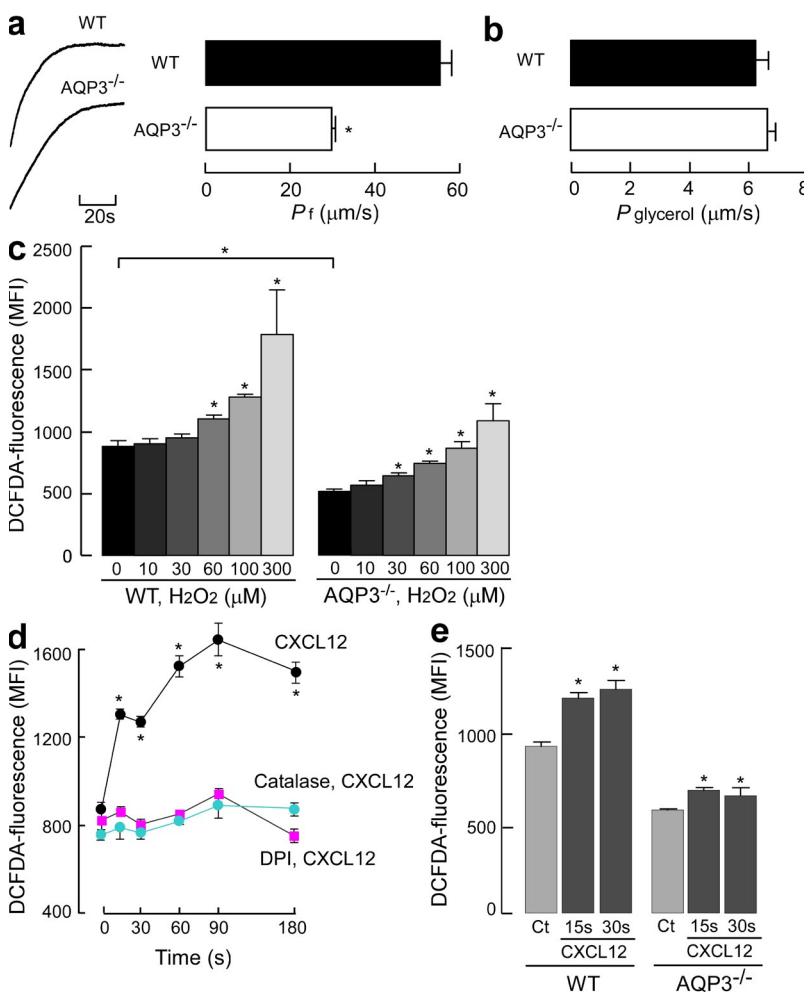 a
WT
AQP3-/-
20s
WT
AQP3-/-
*
0 20 40 60
Pf (μm/s)
b
WT
AQP3-/-
0 2 4 6 8
Pglycerol (μm/s)
c
DCFDA-fluorescence (MFI)
2500
2000
1500
1000
500
0
*
* * *
* * * *
0 10 30 60 100 300
WT, H2O2 (μM)
0 10 30 60 100 300
AQP3-/-, H2O2 (μM)
d
DCFDA-fluorescence (MFI)
1600
1200
800
400
* * * * *
CXCL12
Catalase, CXCL12
DPI, CXCL12
0 30 60 90 180
Time (s)
e
DCFDA-fluorescence (MFI)
1500
1000
500
0
* *
* *
Ct 15s 30s
CXCL12
WT
Ct 15s 30s
CXCL12
AQP3-/-